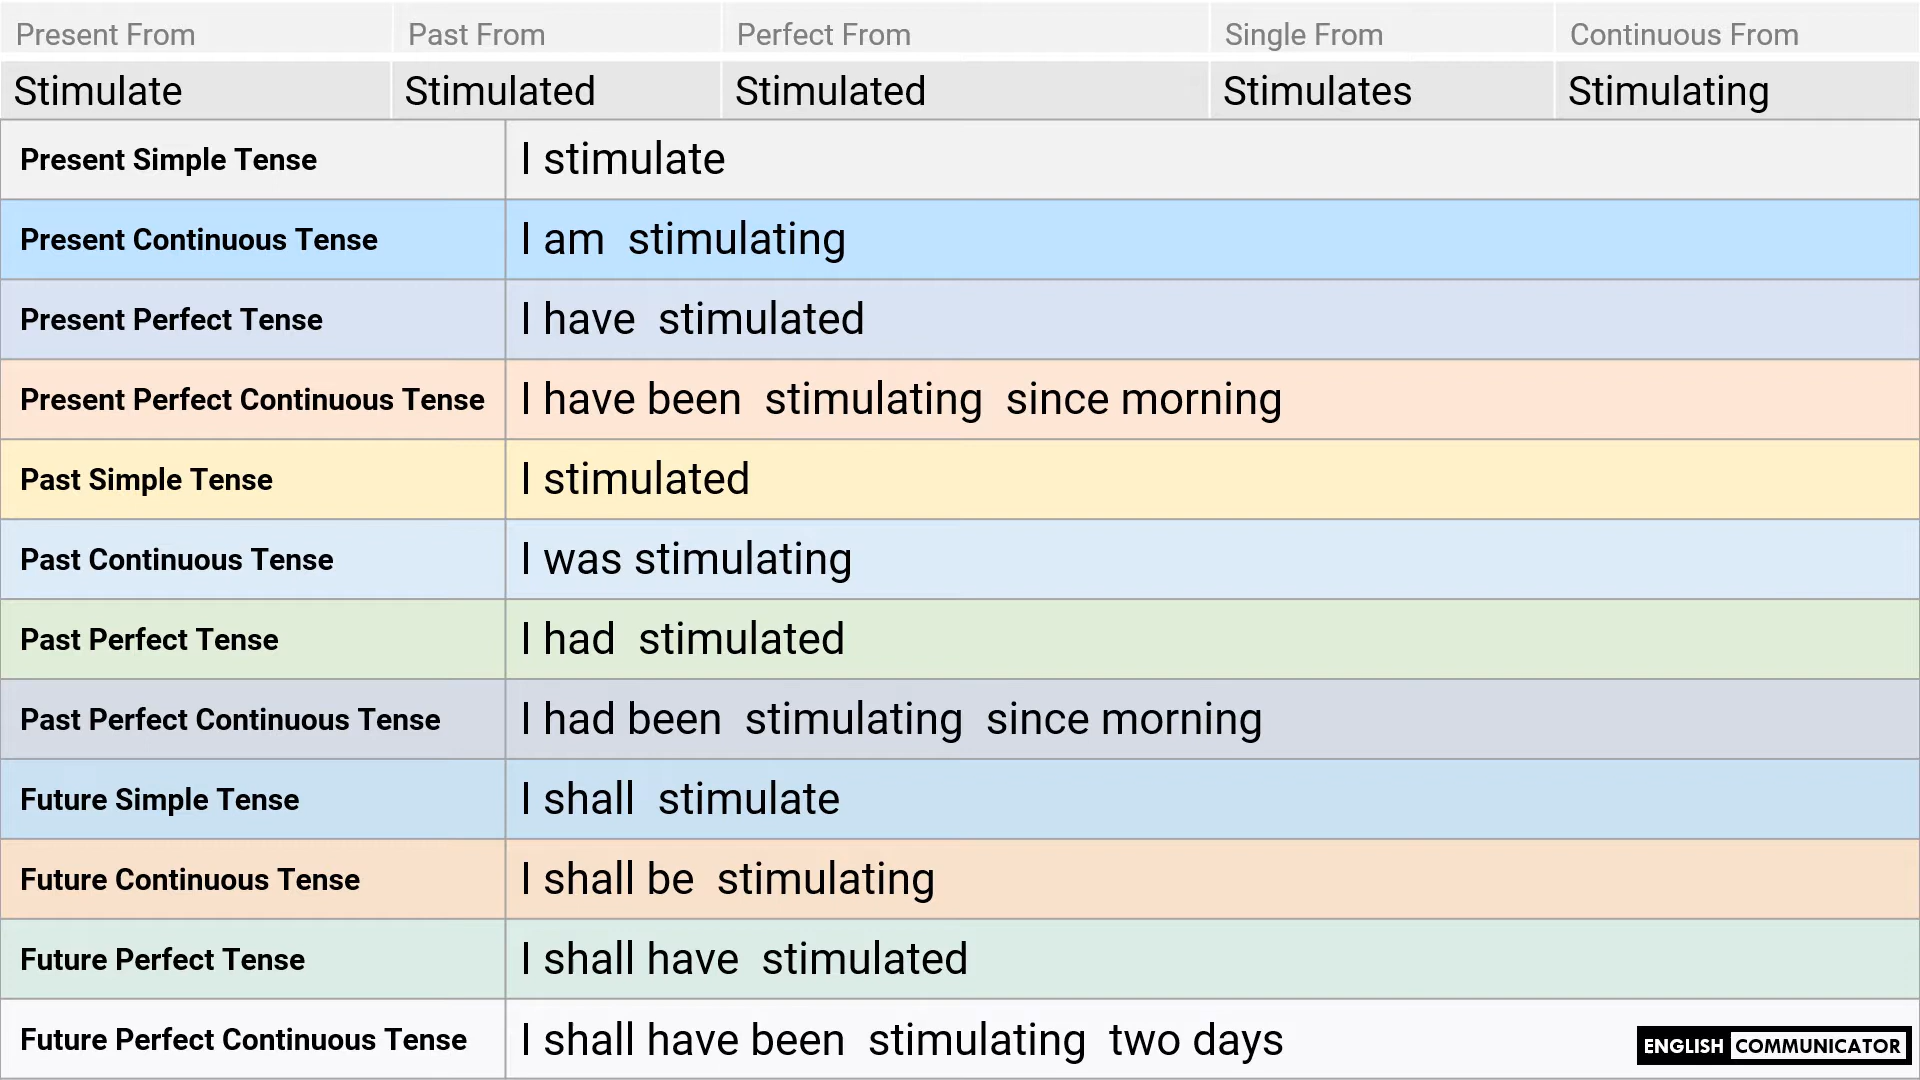 Present From Past From Perfect From Single From Continuous From
Stimulate Stimulated Stimulated Stimulates Stimulating
Present Simple Tense I stimulate
Present Continuous Tense I am stimulating
Present Perfect Tense I have stimulated
Present Perfect Continuous Tense I have been stimulating since morning
Past Simple Tense I stimulated
Past Continuous Tense I was stimulating
Past Perfect Tense I had stimulated
Past Perfect Continuous Tense I had been stimulating since morning
Future Simple Tense I shall stimulate
Future Continuous Tense I shall be stimulating
Future Perfect Tense I shall have stimulated
Future Perfect Continuous Tense I shall have been stimulating two days
ENGLISH COMMUNICATOR